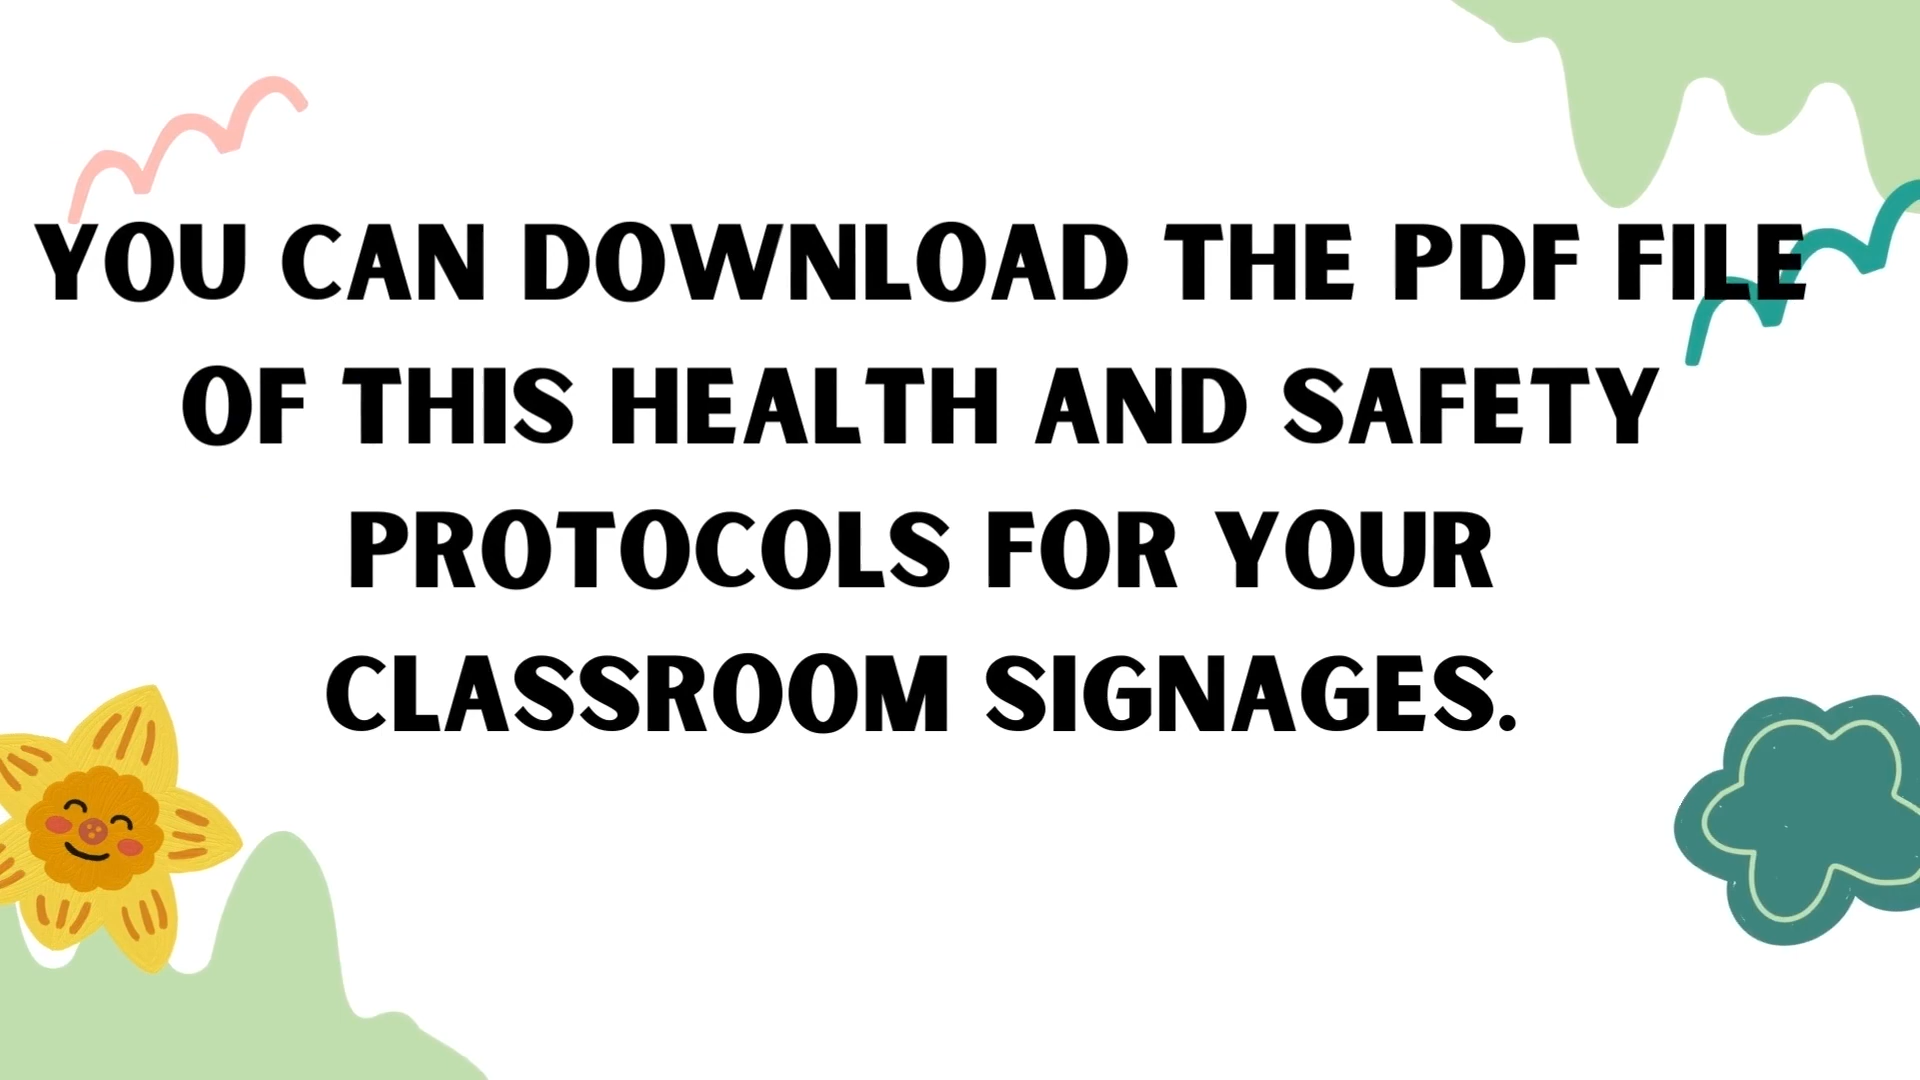 YOU CAN DOWNLOAD THE PDF FILE
OF THIS HEALTH AND SAFETY
PROTOCOLS FOR YOUR
CLASSROOM SIGNAGES.